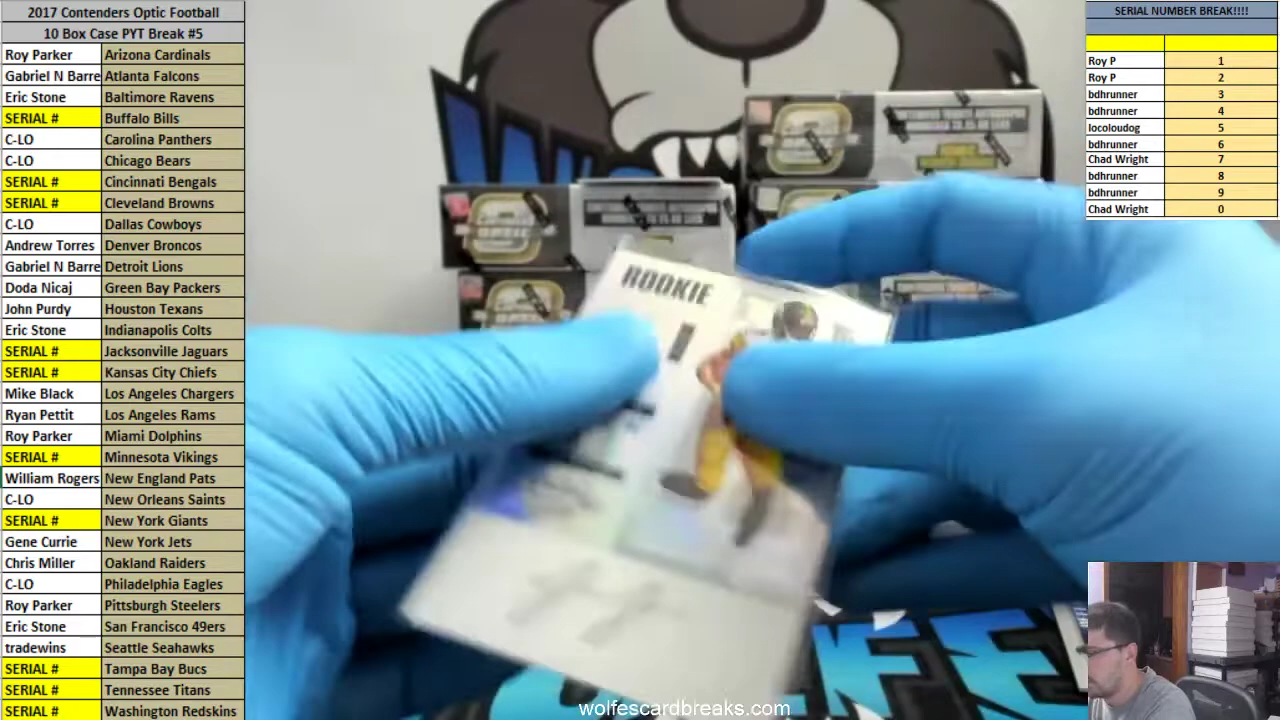 2017 Contenders Optic Football
10 Box Case PYT Break #5
Roy Parker Arizona Cardinals
Gabriel N Barre Atlanta Falcons
Eric Stone Baltimore Ravens
SERIAL # Buffalo Bills
C-LO Carolina Panthers
C-LO Chicago Bears
SERIAL # Cincinnati Bengals
SERIAL # Cleveland Browns
C-LO Dallas Cowboys
Andrew Torres Denver Broncos
Gabriel N Barre Detroit Lions
Doda Nicaj Green Bay Packers
John Purdy Houston Texans
Eric Stone Indianapolis Colts
SERIAL # Jacksonville Jaguars
SERIAL # Kansas City Chiefs
Mike Black Los Angeles Chargers
Ryan Pettit Los Angeles Rams
Roy Parker Miami Dolphins
SERIAL # Minnesota Vikings
William Rogers New England Pats
C-LO New Orleans Saints
SERIAL # New York Giants
Gene Currie New York Jets
Chris Miller Oakland Raiders
C-LO Philadelphia Eagles
Roy Parker Pittsburgh Steelers
Eric Stone San Francisco 49ers
tradewins Seattle Seahawks
SERIAL # Tampa Bay Bucs
SERIAL # Tennessee Titans
SERIAL # Washington Redskins
ROOKIE
wolfescardbreaks.com
SERIAL NUMBER BREAK!!!!
Roy P 1
Roy P 2
bdhrunner 3
bdhrunner 4
locoloudog 5
bdhrunner 6
Chad Wright 7
bdhrunner 8
bdhrunner 9
Chad Wright 0